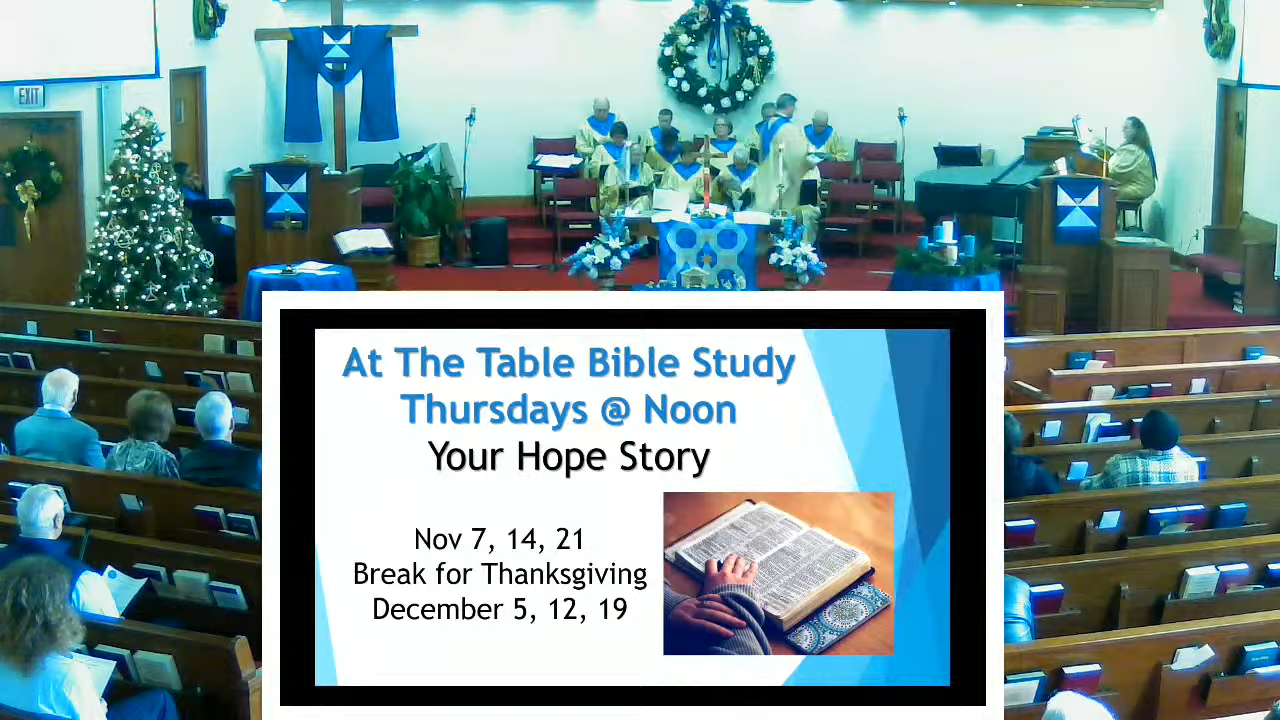 EXIT
At The Table Bible Study
Thursdays @ Noon
Your Hope Story
Nov 7, 14, 21
Break for Thanksgiving
December 5, 12, 19